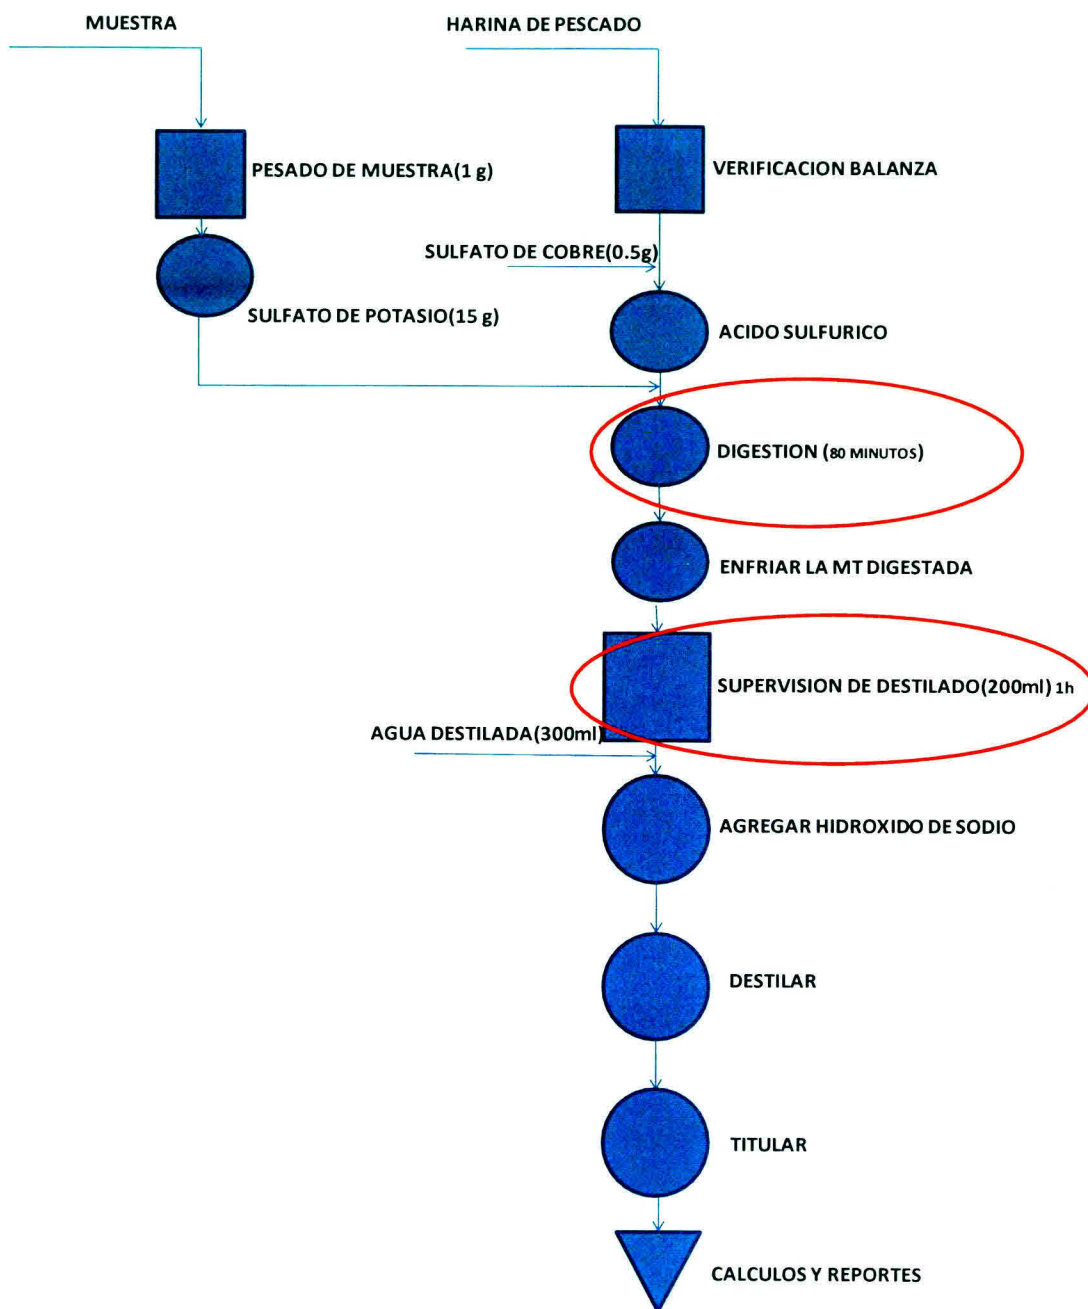 MUESTRA
HARINA DE PESCADO
PESADO DE MUESTRA(1 g)
VERIFICACION BALANZA
SULFATO DE COBRE(0.5g)
SULFATO DE POTASIO(15 g)
ACIDO SULFURICO
DIGESTION (80 MINUTOS)
ENFRIAR LA MT DIGESTADA
SUPERVISION DE DESTILADO(200ml) 1h
AGUA DESTILADA(300ml)
AGREGAR HIDROXIDO DE SODIO
DESTILAR
TITULAR
CALCULOS Y REPORTES